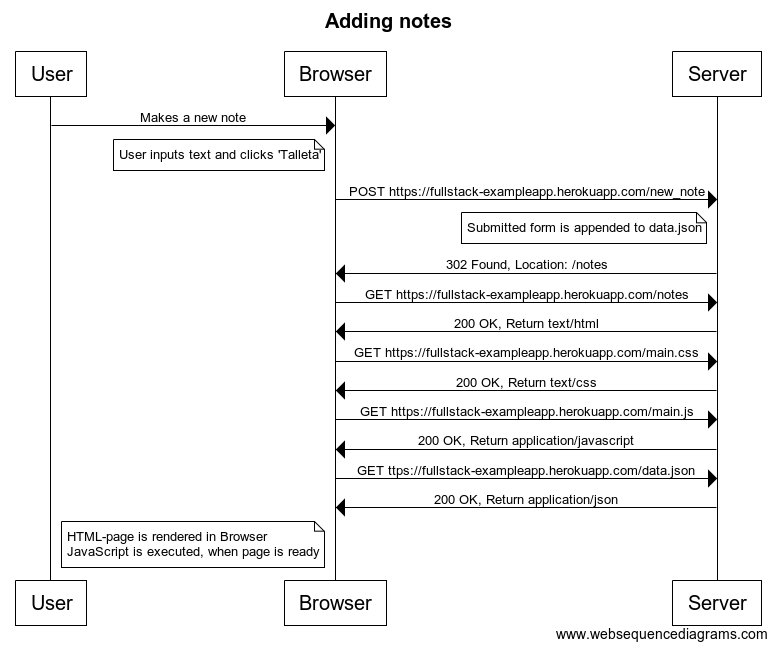 Adding notes
User
Browser
Server
Makes a new note
User inputs text and clicks 'Talleta'
POST https://fullstack-exampleapp.herokuapp.com/new_note
Submitted form is appended to data.json
302 Found, Location: /notes
GET https://fullstack-exampleapp.herokuapp.com/notes
200 OK, Return text/html
GET https://fullstack-exampleapp.herokuapp.com/main.css
200 OK, Return text/css
GET https://fullstack-exampleapp.herokuapp.com/main.js
200 OK, Return application/javascript
GET ttps://fullstack-exampleapp.herokuapp.com/data.json
200 OK, Return application/json
HTML-page is rendered in Browser
JavaScript is executed, when page is ready
User
Browser
Server
www.websequencediagrams.com